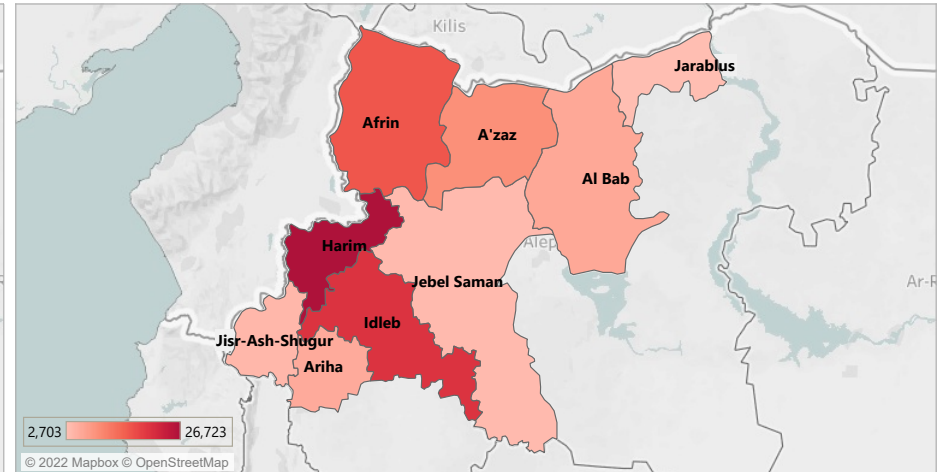 Kilis
Jarablus
Afrin
A'zaz
Al Bab
Harim
Alep
Jebel Saman
Ar-R
Idleb
Jisr-Ash-Shugur
Ariha
2,703
26,723
© 2022 Mapbox © OpenStreetMap